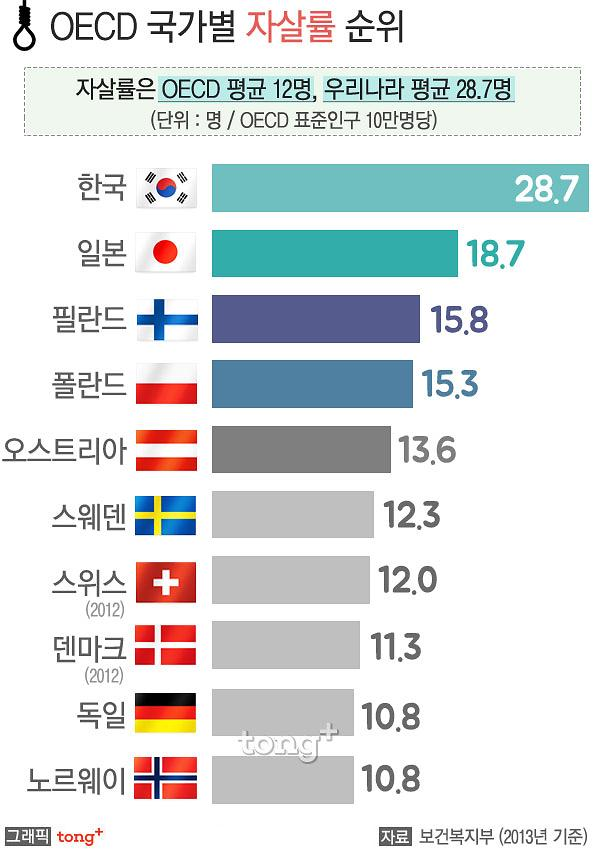 OECD 국가별 자살률 순위
자살률은 OECD 평균 12명, 우리나라 평균 28.7명
(단위 : 명 / OECD 표준인구 10만명당)
한국 28.7
일본 18.7
필란드 15.8
폴란드 15.3
오스트리아 13.6
스웨덴 12.3
스위스 12.0
(2012)
덴마크 11.3
(2012)
독일 10.8
tong+
노르웨이 10.8
그래픽 tong+ 자료 보건복지부 (2013년 기준)